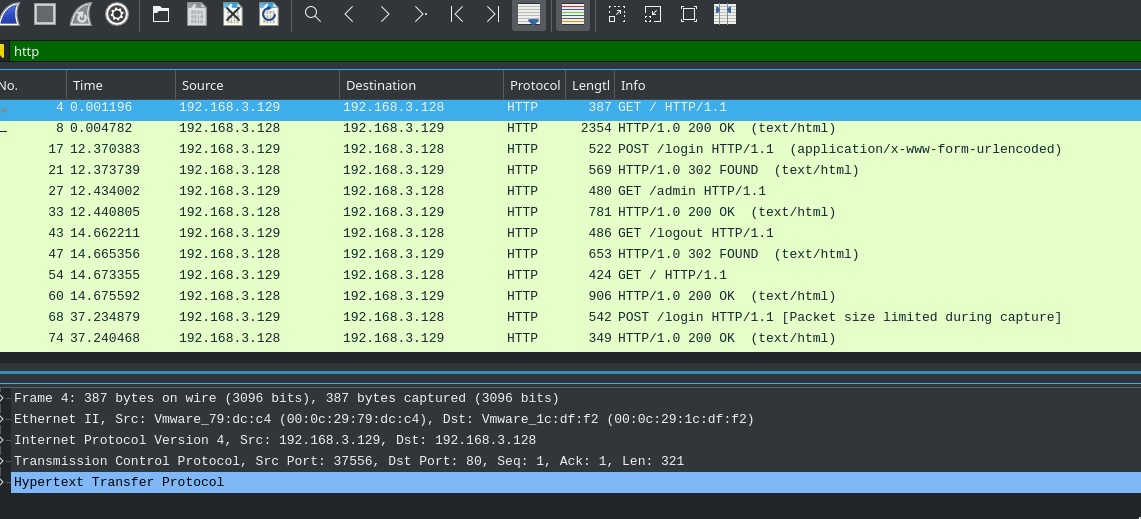 http
No. Time Source Destination Protocol Lengtl Info
4 0.001196 192.168.3.129 192.168.3.128 HTTP 387 GET / HTTP/1.1
8 0.004782 192.168.3.128 192.168.3.129 HTTP 2354 HTTP/1.0 200 OK (text/html)
17 12.370383 192.168.3.129 192.168.3.128 HTTP 522 POST /login HTTP/1.1 (application/x-www-form-urlencoded)
21 12.373739 192.168.3.128 192.168.3.129 HTTP 569 HTTP/1.0 302 FOUND (text/html)
27 12.434002 192.168.3.129 192.168.3.128 HTTP 480 GET /admin HTTP/1.1
33 12.440805 192.168.3.128 192.168.3.129 HTTP 781 HTTP/1.0 200 OK (text/html)
43 14.662211 192.168.3.129 192.168.3.128 HTTP 486 GET /logout HTTP/1.1
47 14.665356 192.168.3.128 192.168.3.129 HTTP 653 HTTP/1.0 302 FOUND (text/html)
54 14.673355 192.168.3.129 192.168.3.128 HTTP 424 GET / HTTP/1.1
60 14.675592 192.168.3.128 192.168.3.129 HTTP 906 HTTP/1.0 200 OK (text/html)
68 37.234879 192.168.3.129 192.168.3.128 HTTP 542 POST /login HTTP/1.1 [Packet size limited during capture]
74 37.240468 192.168.3.128 192.168.3.129 HTTP 349 HTTP/1.0 200 OK (text/html)
Frame 4: 387 bytes on wire (3096 bits), 387 bytes captured (3096 bits)
Ethernet II, Src: Vmware_79:dc:c4 (00:0c:29:79:dc:c4), Dst: Vmware_1c:df:f2 (00:0c:29:1c:df:f2)
Internet Protocol Version 4, Src: 192.168.3.129, Dst: 192.168.3.128
Transmission Control Protocol, Src Port: 37556, Dst Port: 80, Seq: 1, Ack: 1, Len: 321
Hypertext Transfer Protocol